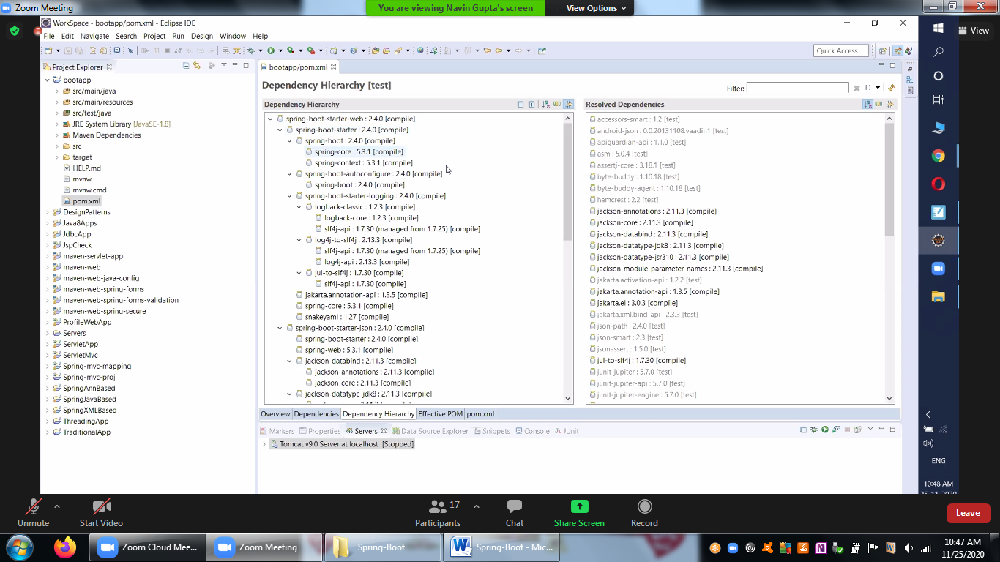 Zoom Meeting
You are viewing Navin Gupta's screen
View Options
WorkSpace - bootapp/pom.xml - Eclipse IDE
View
File Edit Navigate Search Project Run Design Window Help
Quick Access
Project Explorer
bootapp
src/main/java
src/main/resources
src/test/java
JRE System Library [JavaSE-1.8]
Maven Dependencies
src
target
HELP.md
mvnw
mvnw.cmd
pom.xml
DesignPatterns
Java8Apps
JdbcApp
JspCheck
maven-servlet-app
maven-web
maven-web-java-config
maven-web-spring-forms
maven-web-spring-forms-validation
maven-web-spring-secure
ProfileWebApp
Servers
ServletApp
ServletMvc
Spring-mvc-mapping
Spring-mvc-proj
SpringAnnBased
SpringJavaBased
SpringXMLBased
ThreadingApp
TraditionalApp
bootapp/pom.xml
Dependency Hierarchy [test]
Filter:
Dependency Hierarchy
spring-boot-starter-web : 2.4.0 [compile]
spring-boot-starter : 2.4.0 [compile]
spring-boot : 2.4.0 [compile]
spring-core : 5.3.1 [compile]
spring-context : 5.3.1 [compile]
spring-boot-autoconfigure : 2.4.0 [compile]
spring-boot : 2.4.0 [compile]
spring-boot-starter-logging : 2.4.0 [compile]
logback-classic : 1.2.3 [compile]
logback-core : 1.2.3 [compile]
slf4j-api : 1.7.30 (managed from 1.7.25) [compile]
log4j-to-slf4j : 2.13.3 [compile]
slf4j-api : 1.7.30 (managed from 1.7.25) [compile]
log4j-api : 2.13.3 [compile]
jul-to-slf4j : 1.7.30 [compile]
slf4j-api : 1.7.30 [compile]
jakarta.annotation-api : 1.3.5 [compile]
spring-core : 5.3.1 [compile]
snakeyaml : 1.27 [compile]
spring-boot-starter-json : 2.4.0 [compile]
spring-boot-starter : 2.4.0 [compile]
spring-web : 5.3.1 [compile]
jackson-databind : 2.11.3 [compile]
jackson-annotations : 2.11.3 [compile]
jackson-core : 2.11.3 [compile]
jackson-datatype-jdk8 : 2.11.3 [compile]
Resolved Dependencies
accessors-smart : 1.2 [test]
android-json : 0.0.20131108.vaadin1 [test]
apiguardian-api : 1.1.0 [test]
asm : 5.0.4 [test]
assertj-core : 3.18.1 [test]
byte-buddy : 1.10.18 [test]
byte-buddy-agent : 1.10.18 [test]
hamcrest : 2.2 [test]
jackson-annotations : 2.11.3 [compile]
jackson-core : 2.11.3 [compile]
jackson-databind : 2.11.3 [compile]
jackson-datatype-jdk8 : 2.11.3 [compile]
jackson-datatype-jsr310 : 2.11.3 [compile]
jackson-module-parameter-names : 2.11.3 [compile]
jakarta.activation-api : 1.2.2 [test]
jakarta.annotation-api : 1.3.5 [compile]
jakarta.el : 3.0.3 [compile]
jakarta.xml.bind-api : 2.3.3 [test]
json-path : 2.4.0 [test]
json-smart : 2.3 [test]
jsonassert : 1.5.0 [test]
jul-to-slf4j : 1.7.30 [compile]
junit-jupiter : 5.7.0 [test]
junit-jupiter-api : 5.7.0 [test]
junit-jupiter-engine : 5.7.0 [test]
Overview Dependencies Dependency Hierarchy Effective POM pom.xml
Markers Properties Servers Data Source Explorer Snippets Console JUnit
Tomcat v9.0 Server at localhost [Stopped]
ENG
10:48 AM
25-11-2020
Unmute
Start Video
17
Participants
Chat
Share Screen
Record
Leave
Zoom Cloud Mee...
Zoom Meeting
Spring-Boot
Spring-Boot - Mic...
10:47 AM
11/25/2020